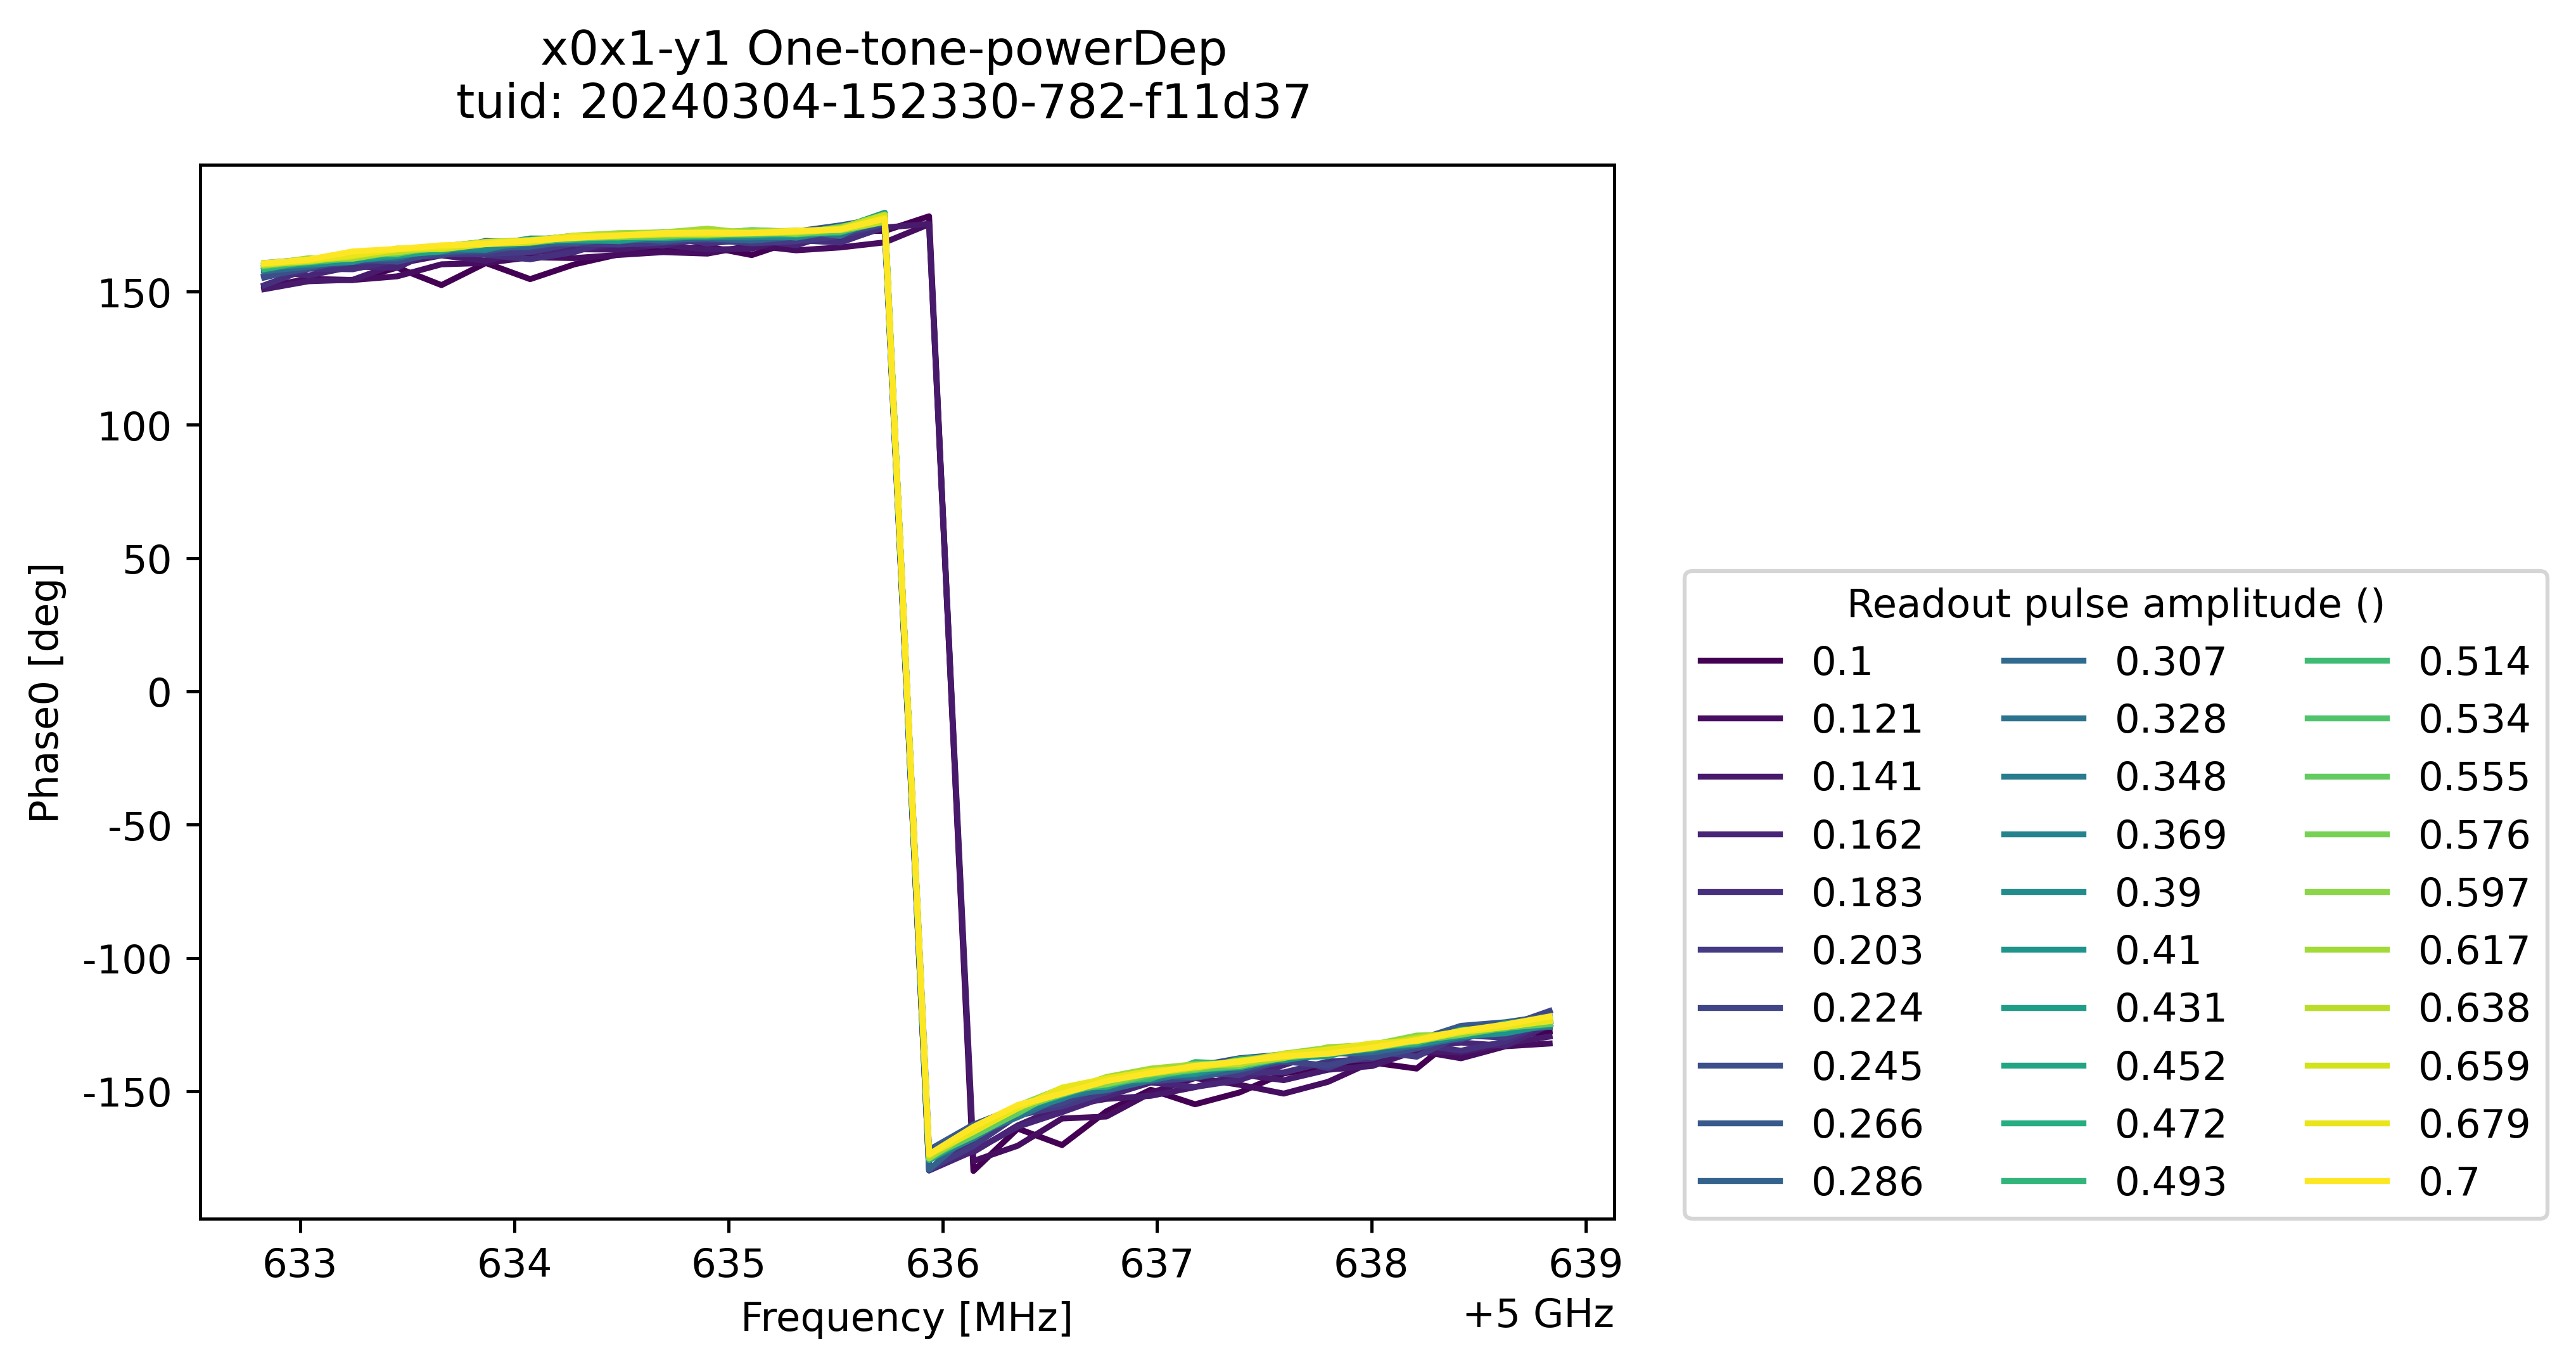 x0x1-y1 One-tone-powerDep
tuid: 20240304-152330-782-f11d37
Phase0 [deg]
150
100
50
0
-50
-100
-150
633 634 635 636 637 638 639
Frequency [MHz]
+5 GHz
Readout pulse amplitude ()
0.1 0.307 0.514
0.121 0.328 0.534
0.141 0.348 0.555
0.162 0.369 0.576
0.183 0.39 0.597
0.203 0.41 0.617
0.224 0.431 0.638
0.245 0.452 0.659
0.266 0.472 0.679
0.286 0.493 0.7